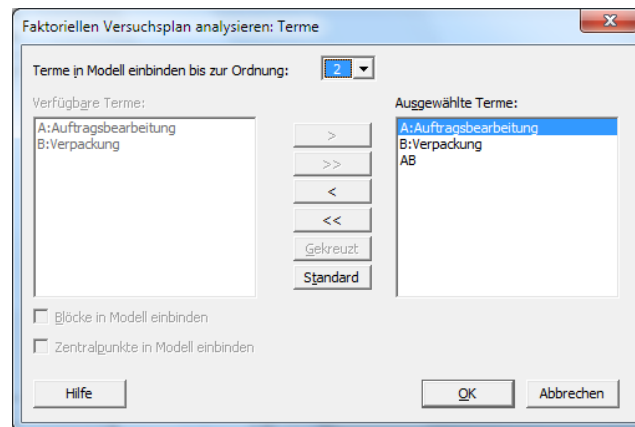 Faktoriellen Versuchsplan analysieren: Terme
Terme in Modell einbinden bis zur Ordnung: 2
Verfügbare Terme:
A:Auftragsbearbeitung
B:Verpackung
>
>>
<
<<
Gekreuzt
Standard
Ausgewählte Terme:
A:Auftragsbearbeitung
B:Verpackung
AB
Blöcke in Modell einbinden
Zentralpunkte in Modell einbinden
Hilfe
OK
Abbrechen